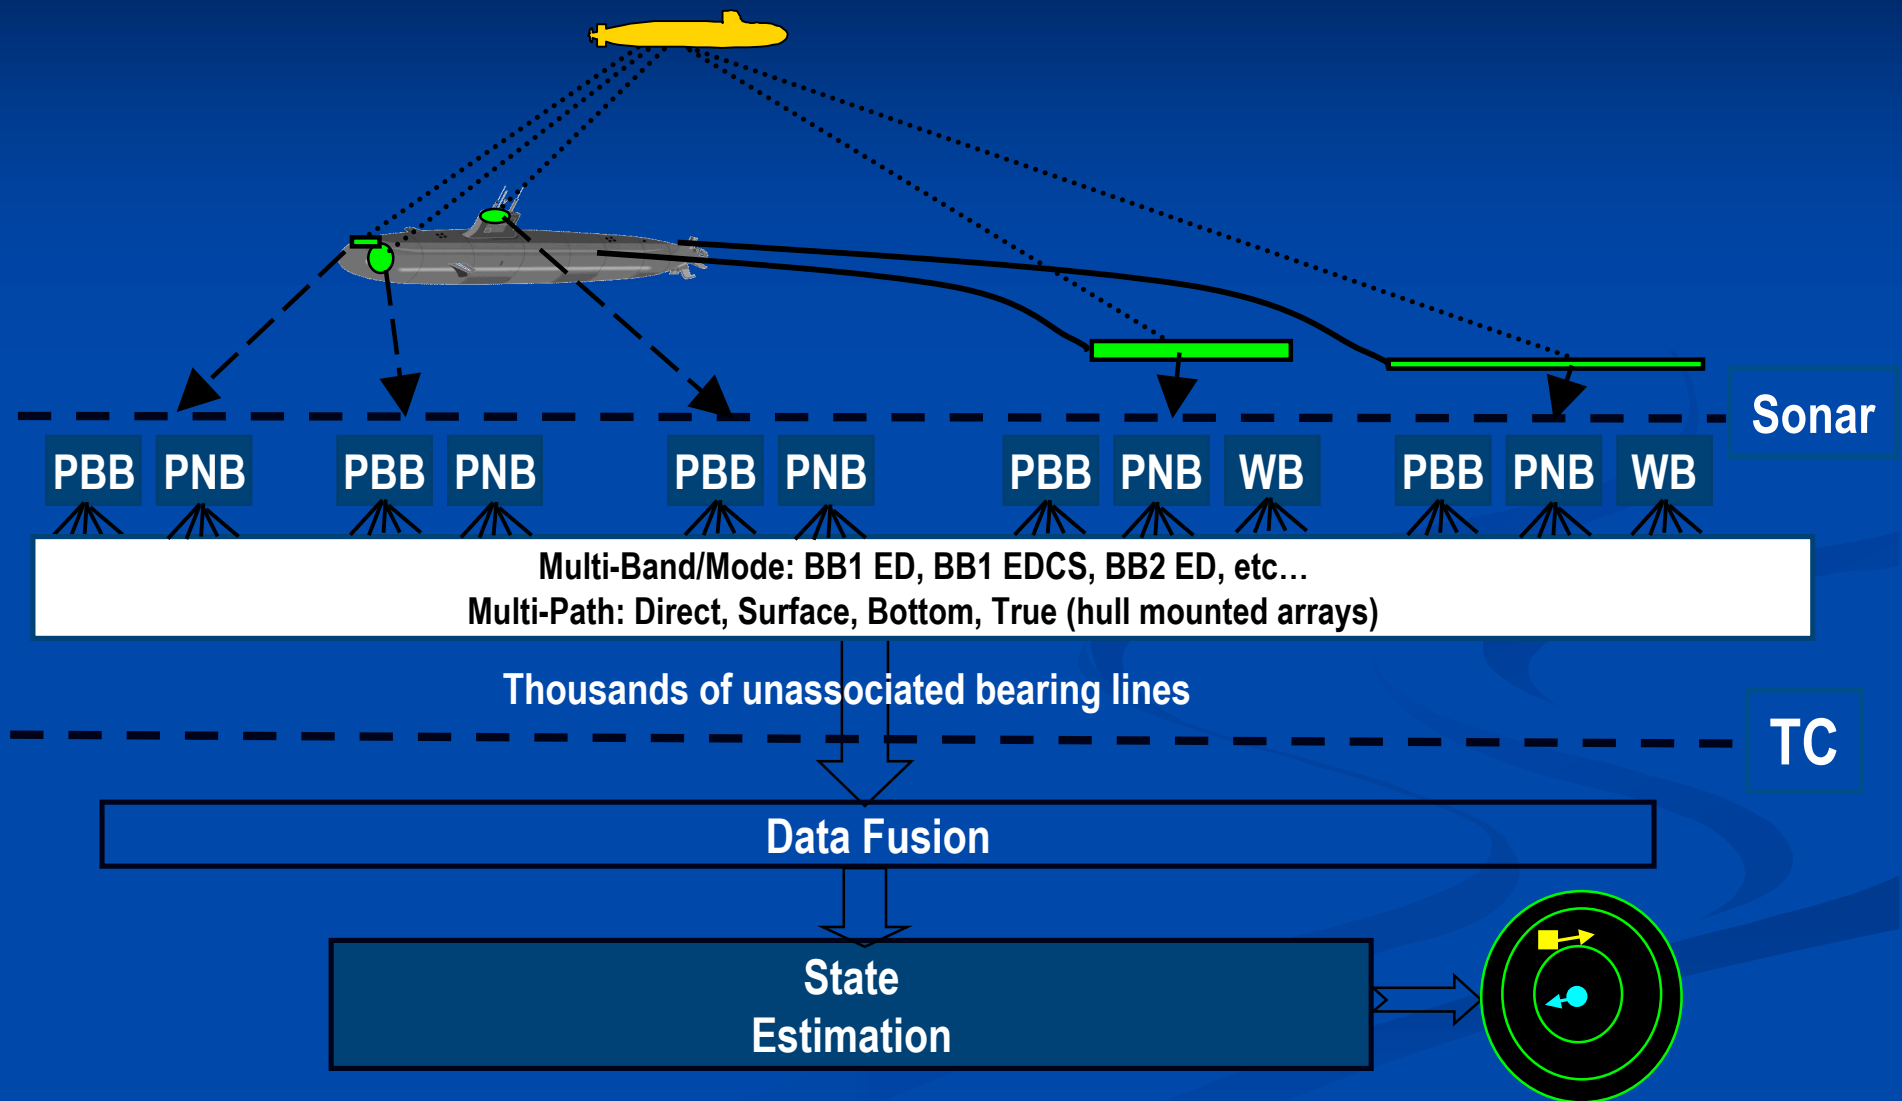 Sonar
PBB PNB PBB PNB PBB PNB PBB PNB WB PBB PNB WB
Multi-Band/Mode: BB1 ED, BB1 EDCS, BB2 ED, etc...
Multi-Path: Direct, Surface, Bottom, True (hull mounted arrays)
Thousands of unassociated bearing lines
TC
Data Fusion
State
Estimation